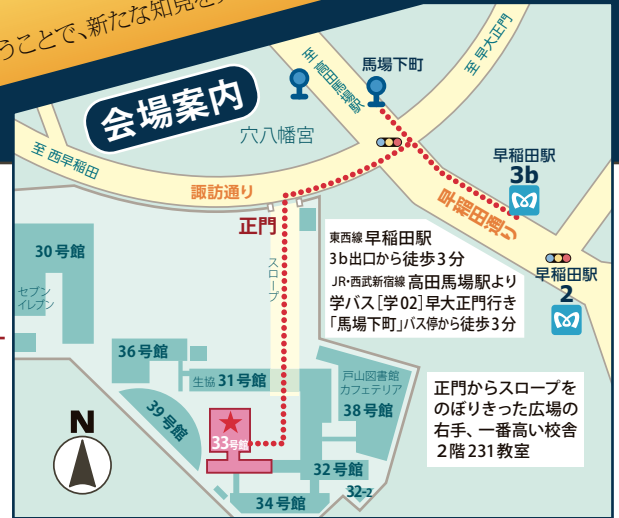 うことで、新たな知見を
会場案内
至 高田馬場駅
馬場下町
至 早大正門
穴八幡宮
至 西早稲田
諏訪通り
早稲田駅
3b
早稲田通り
正門
スロープ
東西線 早稲田駅
3b出口から徒歩3分
JR・西武新宿線 高田馬場駅より
学バス[学02]早大正門行き
「馬場下町」バス停から徒歩3分
早稲田駅
2
30号館
セブン
イレブン
36号館
生協 31号館
戸山図書館
カフェテリア
38号館
39号館
33号館
正門からスロープを
のぼりきった広場の
右手、一番高い校舎
2階231教室
N
32号館
32-2
34号館